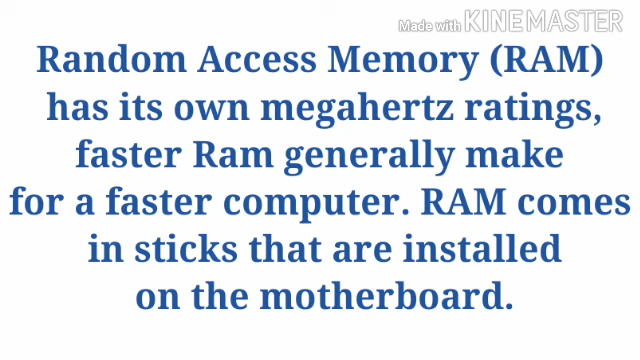 Made with KINEMASTER
Random Access Memory (RAM)
has its own megahertz ratings,
faster Ram generally make
for a faster computer. RAM comes
in sticks that are installed
on the motherboard.